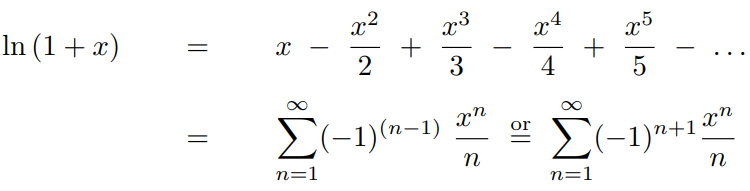 ln (1 + x) = x − x²/2 + x³/3 − x⁴/4 + x⁵/5 − ...
= ∑_{n=1}^{∞} (−1)^{(n−1)} xⁿ/n or = ∑_{n=1}^{∞} (−1)^{n+1} xⁿ/n